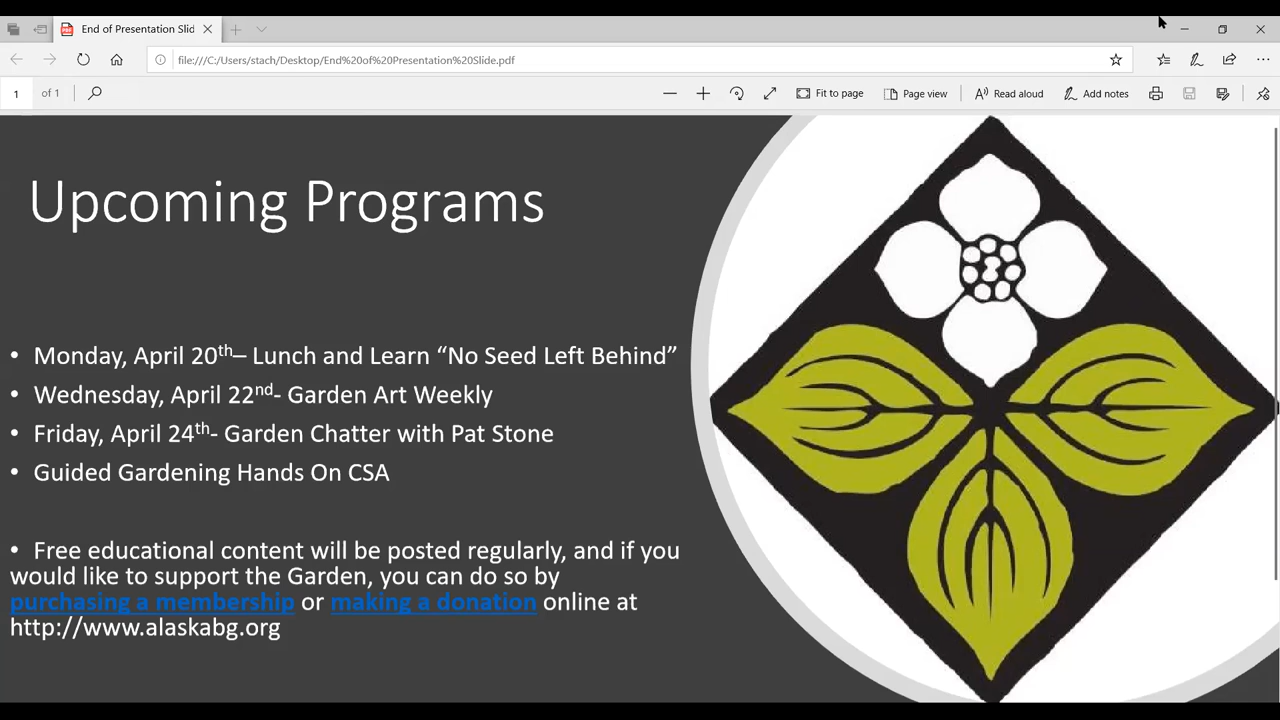 End of Presentation Slid
file:///C:/Users/stach/Desktop/End%20of%20Presentation%20Slide.pdf
1 of 1 Fit to page Page view Read aloud Add notes
Upcoming Programs
• Monday, April 20th– Lunch and Learn “No Seed Left Behind”
• Wednesday, April 22nd- Garden Art Weekly
• Friday, April 24th- Garden Chatter with Pat Stone
• Guided Gardening Hands On CSA
• Free educational content will be posted regularly, and if you
would like to support the Garden, you can do so by
purchasing a membership or making a donation online at
http://www.alaskabg.org